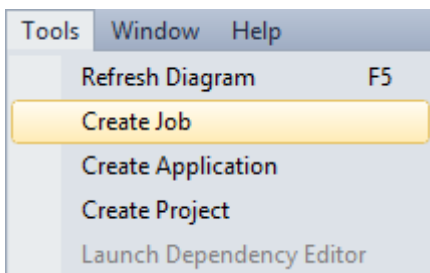 Tools Window Help
Refresh Diagram F5
Create Job
Create Application
Create Project
Launch Dependency Editor